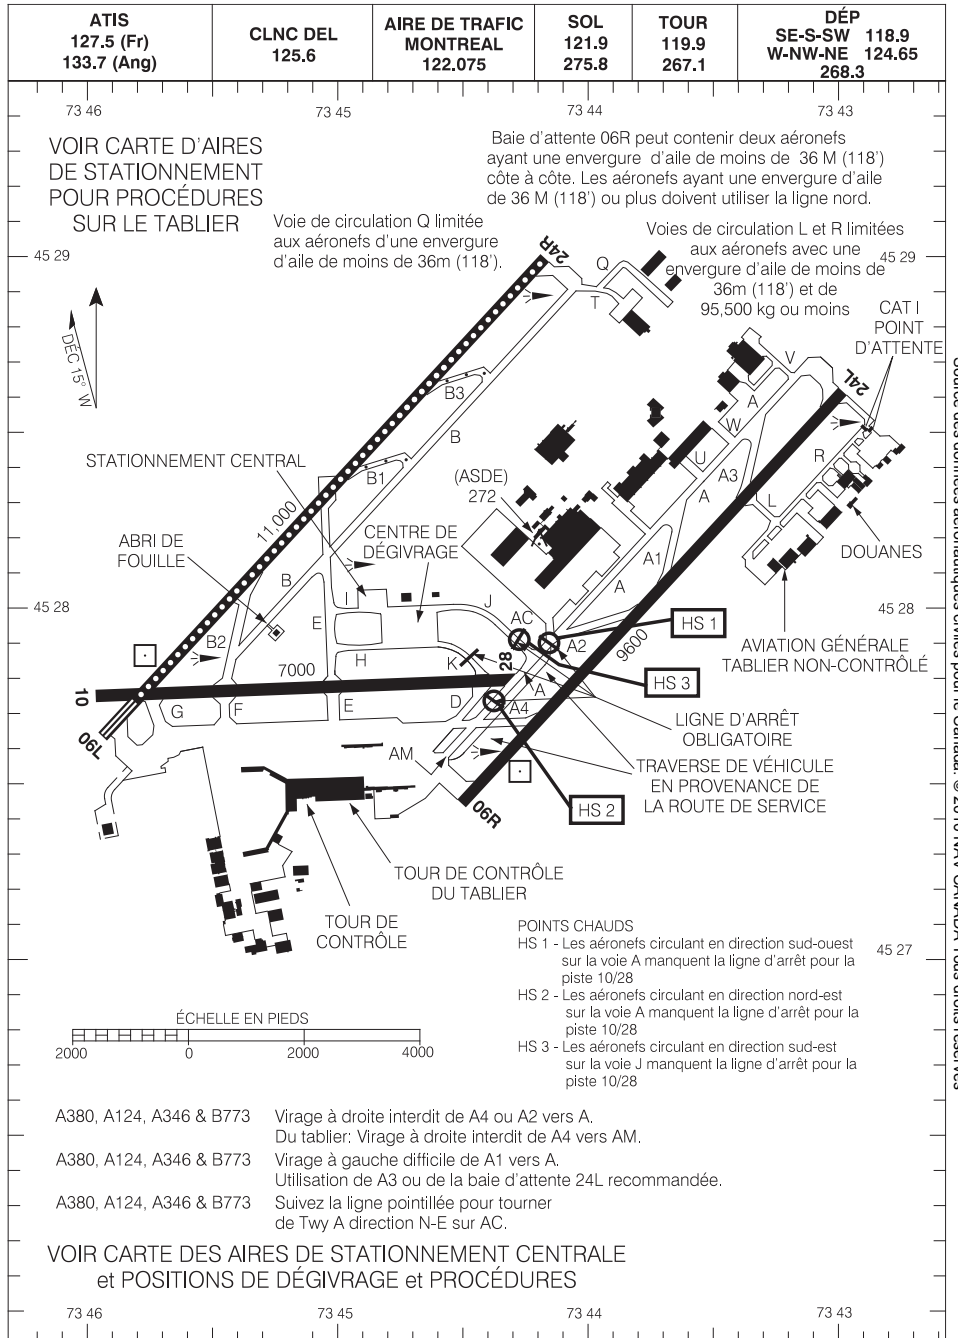 ATIS
127.5 (Fr)
133.7 (Ang)
CLNC DEL
125.6
AIRE DE TRAFIC
MONTREAL
122.075
SOL
121.9
275.8
TOUR
119.9
267.1
DÉP
SE-S-SW 118.9
W-NW-NE 124.65
268.3
73 46
73 45
73 44
73 43
VOIR CARTE D'AIRES
DE STATIONNEMENT
POUR PROCÉDURES
SUR LE TABLIER
Baie d'attente 06R peut contenir deux aéronefs
ayant une envergure d'aile de moins de 36 M (118')
côte à côte. Les aéronefs ayant une envergure d'aile
de 36 M (118') ou plus doivent utiliser la ligne nord.
Voie de circulation Q limitée
aux aéronefs d'une envergure
d'aile de moins de 36m (118').
Voies de circulation L et R limitées
aux aéronefs avec une
envergure d'aile de moins de
36m (118') et de
95,500 kg ou moins
45 29
45 29
24R
Q
T
CAT I
POINT
D'ATTENTE
DÉC 15° W
V
24L
B3
A
B
W
U
R
STATIONNEMENT CENTRAL
B1
(ASDE)
272
A3
A
L
11,000
CENTRE DE
DÉGIVRAGE
ABRI DE
FOUILLE
A1
DOUANES
B
A
I
J
45 28
45 28
AC
HS 1
E
B2
A2
9600
AVIATION GÉNÉRALE
TABLIER NON-CONTRÔLÉ
H
K
28
7000
HS 3
10
A
G
F
E
D
A4
LIGNE D'ARRÊT
OBLIGATOIRE
06L
AM
TRAVERSE DE VÉHICULE
EN PROVENANCE DE
LA ROUTE DE SERVICE
06R
HS 2
TOUR DE CONTRÔLE
DU TABLIER
TOUR DE
CONTRÔLE
POINTS CHAUDS
HS 1 - Les aéronefs circulant en direction sud-ouest
sur la voie A manquent la ligne d'arrêt pour la
piste 10/28
45 27
HS 2 - Les aéronefs circulant en direction nord-est
sur la voie A manquent la ligne d'arrêt pour la
piste 10/28
HS 3 - Les aéronefs circulant en direction sud-est
sur la voie J manquent la ligne d'arrêt pour la
piste 10/28
ÉCHELLE EN PIEDS
2000 0 2000 4000
A380, A124, A346 & B773 Virage à droite interdit de A4 ou A2 vers A.
Du tablier: Virage à droite interdit de A4 vers AM.
A380, A124, A346 & B773 Virage à gauche difficile de A1 vers A.
Utilisation de A3 ou de la baie d'attente 24L recommandée.
A380, A124, A346 & B773 Suivez la ligne pointillée pour tourner
de Twy A direction N-E sur AC.
VOIR CARTE DES AIRES DE STATIONNEMENT CENTRALE
et POSITIONS DE DÉGIVRAGE et PROCÉDURES
73 46
73 45
73 44
73 43